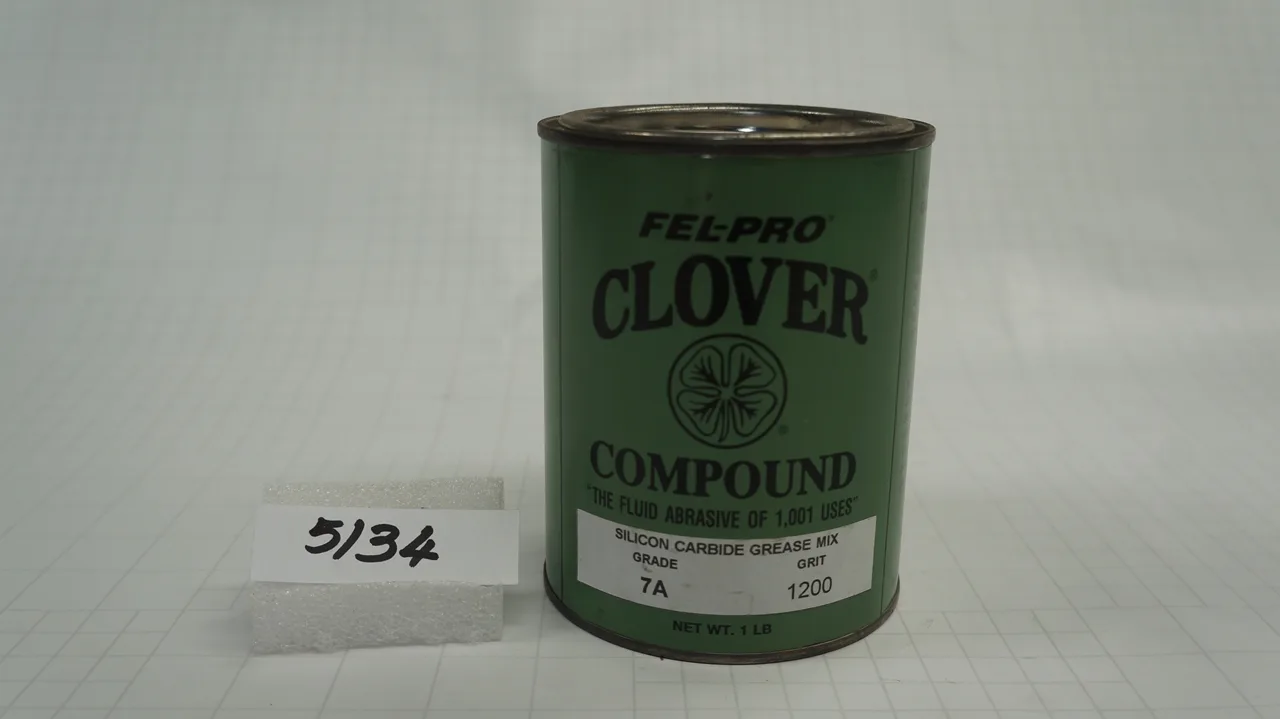 FEL-PRO®
CLOVER®
®
COMPOUND
"THE FLUID ABRASIVE OF 1,001 USES"
SILICON CARBIDE GREASE MIX
GRADE GRIT
7A 1200
NET WT. 1 LB
5134